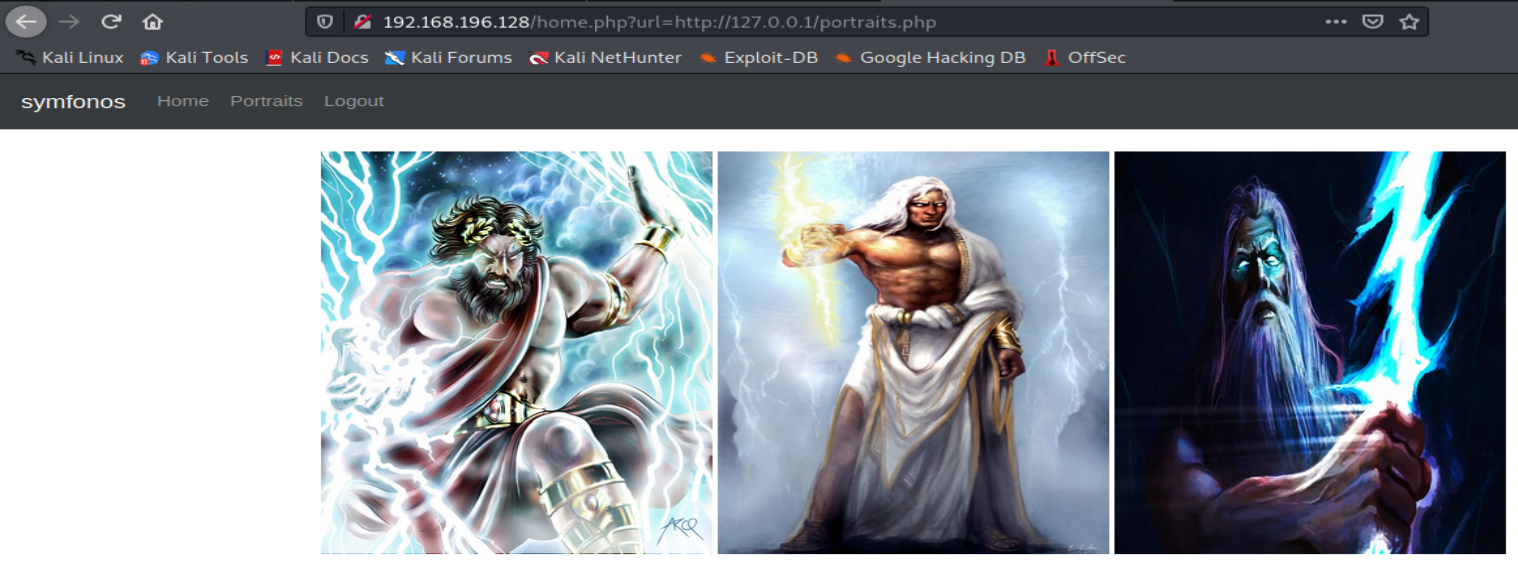 192.168.196.128/home.php?url=http://127.0.0.1/portraits.php
Kali Linux Kali Tools Kali Docs Kali Forums Kali NetHunter Exploit-DB Google Hacking DB OffSec
symfonos Home Portraits Logout